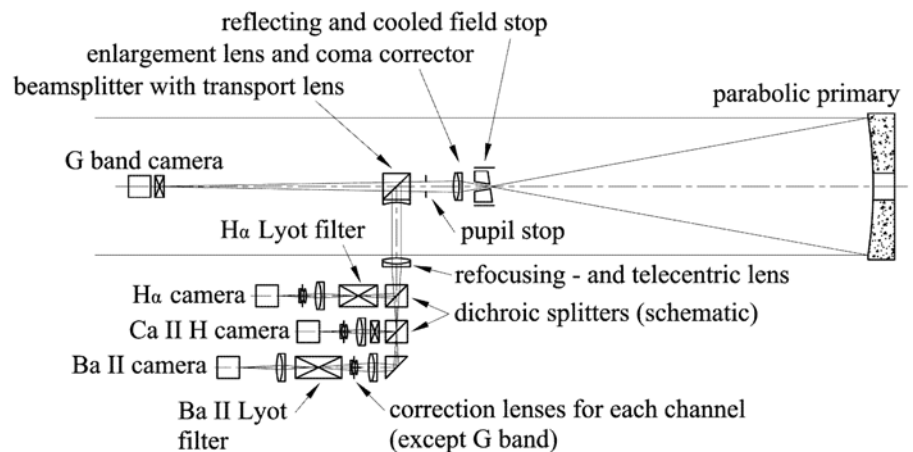 reflecting and cooled field stop
enlargement lens and coma corrector
beamsplitter with transport lens
parabolic primary
G band camera
pupil stop
Hα Lyot filter
refocusing - and telecentric lens
Hα camera
dichroic splitters (schematic)
Ca II H camera
Ba II camera
Ba II Lyot
filter
correction lenses for each channel
(except G band)